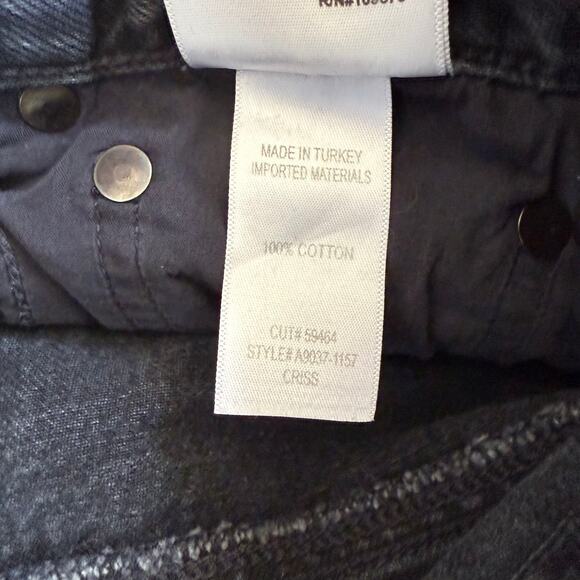 MADE IN TURKEY
IMPORTED MATERIALS
100% COTTON
CUT# 59464
STYLE# A9037-1157
CRISS